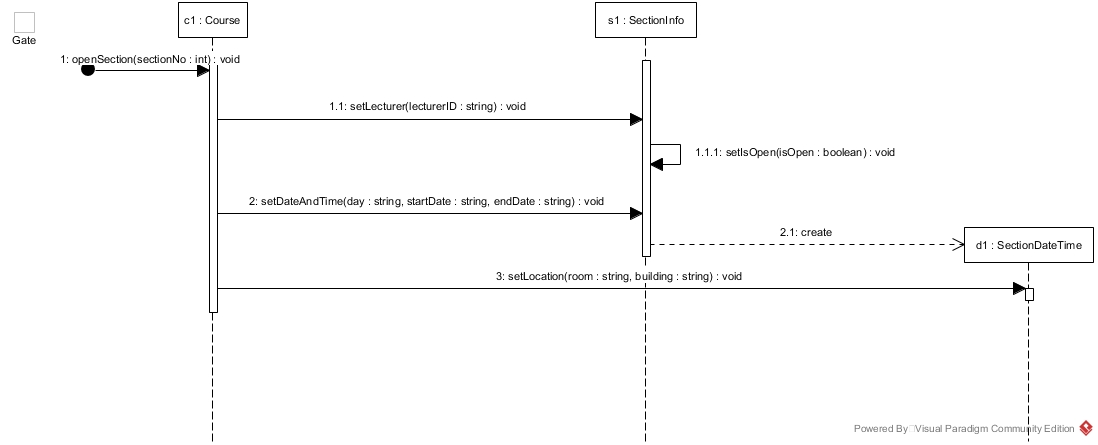 c1 : Course
s1 : SectionInfo
Gate
1: openSection(sectionNo : int) : void
1.1: setLecturer(lecturerID : string) : void
1.1.1: setIsOpen(isOpen : boolean) : void
2: setDateAndTime(day : string, startDate : string, endDate : string) : void
2.1: create
d1 : SectionDateTime
3: setLocation(room : string, building : string) : void
Powered By Visual Paradigm Community Edition